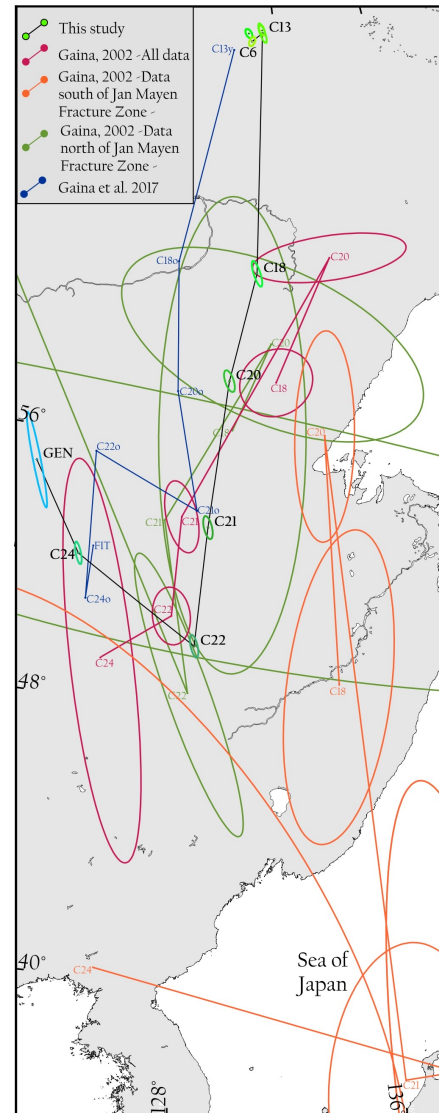 This study
Gaina, 2002 -All data
Gaina, 2002 -Data
south of Jan Mayen
Fracture Zone -
Gaina, 2002 -Data
north of Jan Mayen
Fracture Zone -
Gaina et al. 2017
C13
C6
C13y
C18o
C18
C20
C20
C20
C18
C20o
56°
C20
C18
GEN
C22o
C21o
C21
C21
C21
FIT
C24
C24o
C22
C22
C24
C22
48°
C18
40°
C24
Sea of
Japan
C21
128°
136°